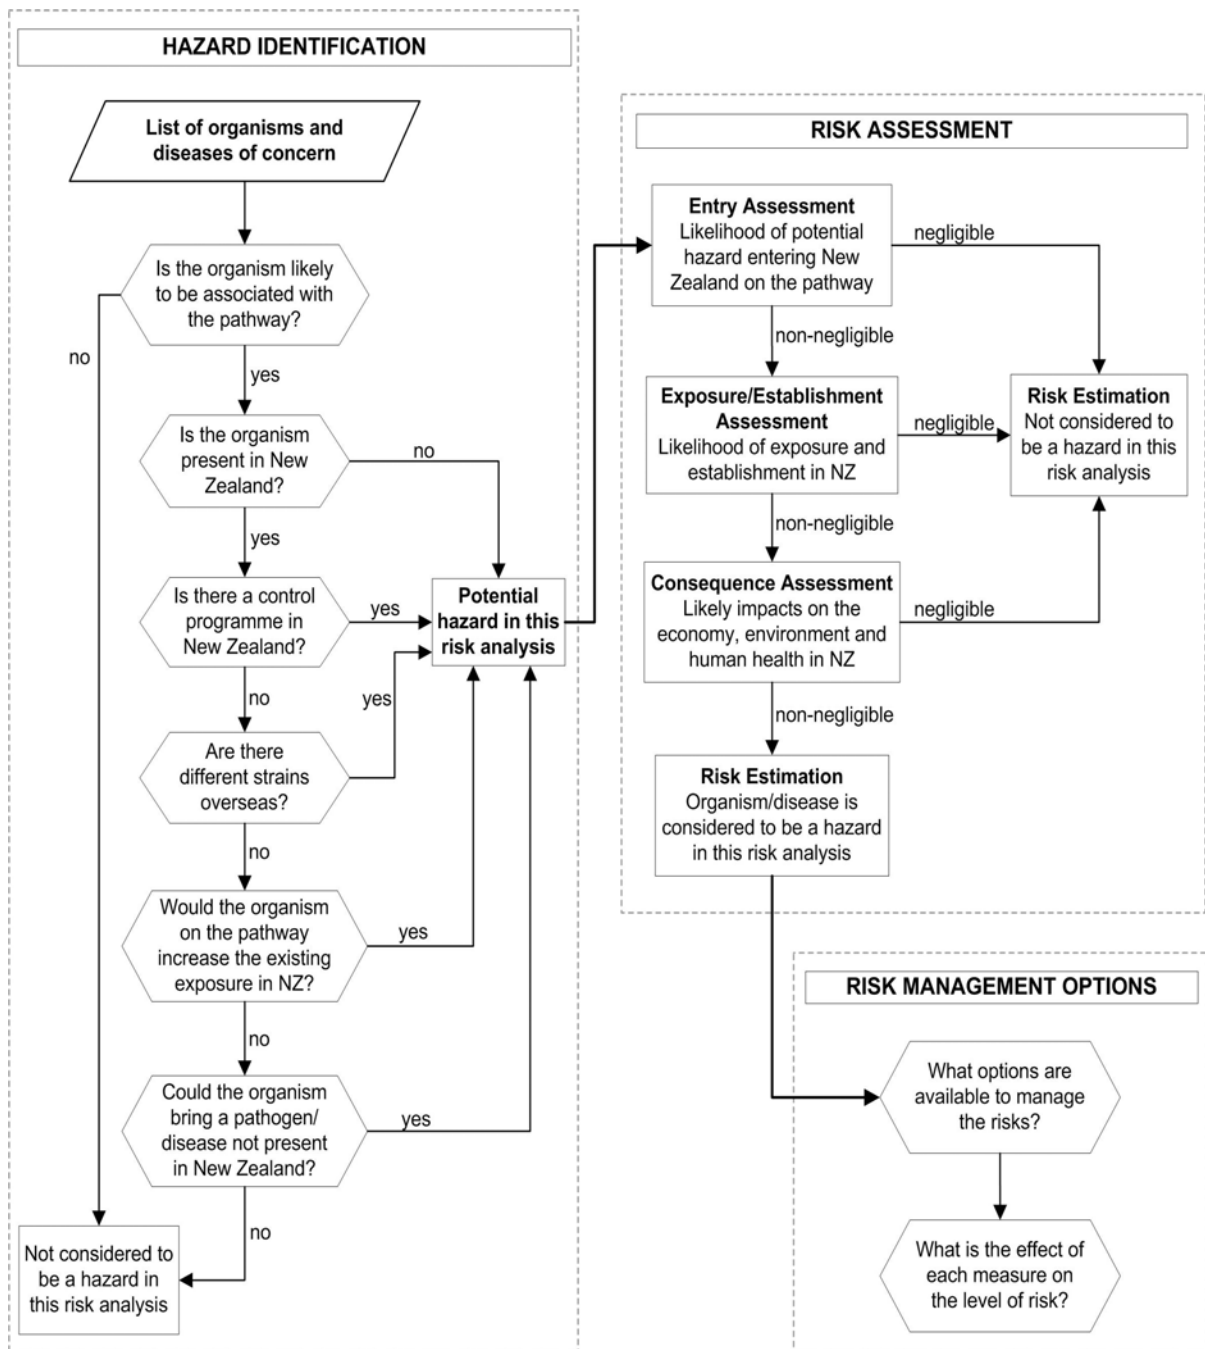 HAZARD IDENTIFICATION
List of organisms and
diseases of concern
Is the organism likely
to be associated with
the pathway?
no
yes
Is the organism
present in New
Zealand?
no
yes
Is there a control
programme in
New Zealand?
yes
Potential
hazard in this
risk analysis
no
yes
Are there
different strains
overseas?
no
Would the organism
on the pathway
increase the existing
exposure in NZ?
yes
no
Could the organism
bring a pathogen/
disease not present
in New Zealand?
yes
no
Not considered to
be a hazard in
this risk analysis
RISK ASSESSMENT
Entry Assessment
Likelihood of potential
hazard entering New
Zealand on the pathway
negligible
non-negligible
Exposure/Establishment
Assessment
Likelihood of exposure and
establishment in NZ
negligible
Risk Estimation
Not considered to
be a hazard in this
risk analysis
non-negligible
Consequence Assessment
Likely impacts on the
economy, environment and
human health in NZ
negligible
non-negligible
Risk Estimation
Organism/disease is
considered to be a hazard
in this risk analysis
RISK MANAGEMENT OPTIONS
What options are
available to manage
the risks?
What is the effect of
each measure on
the level of risk?